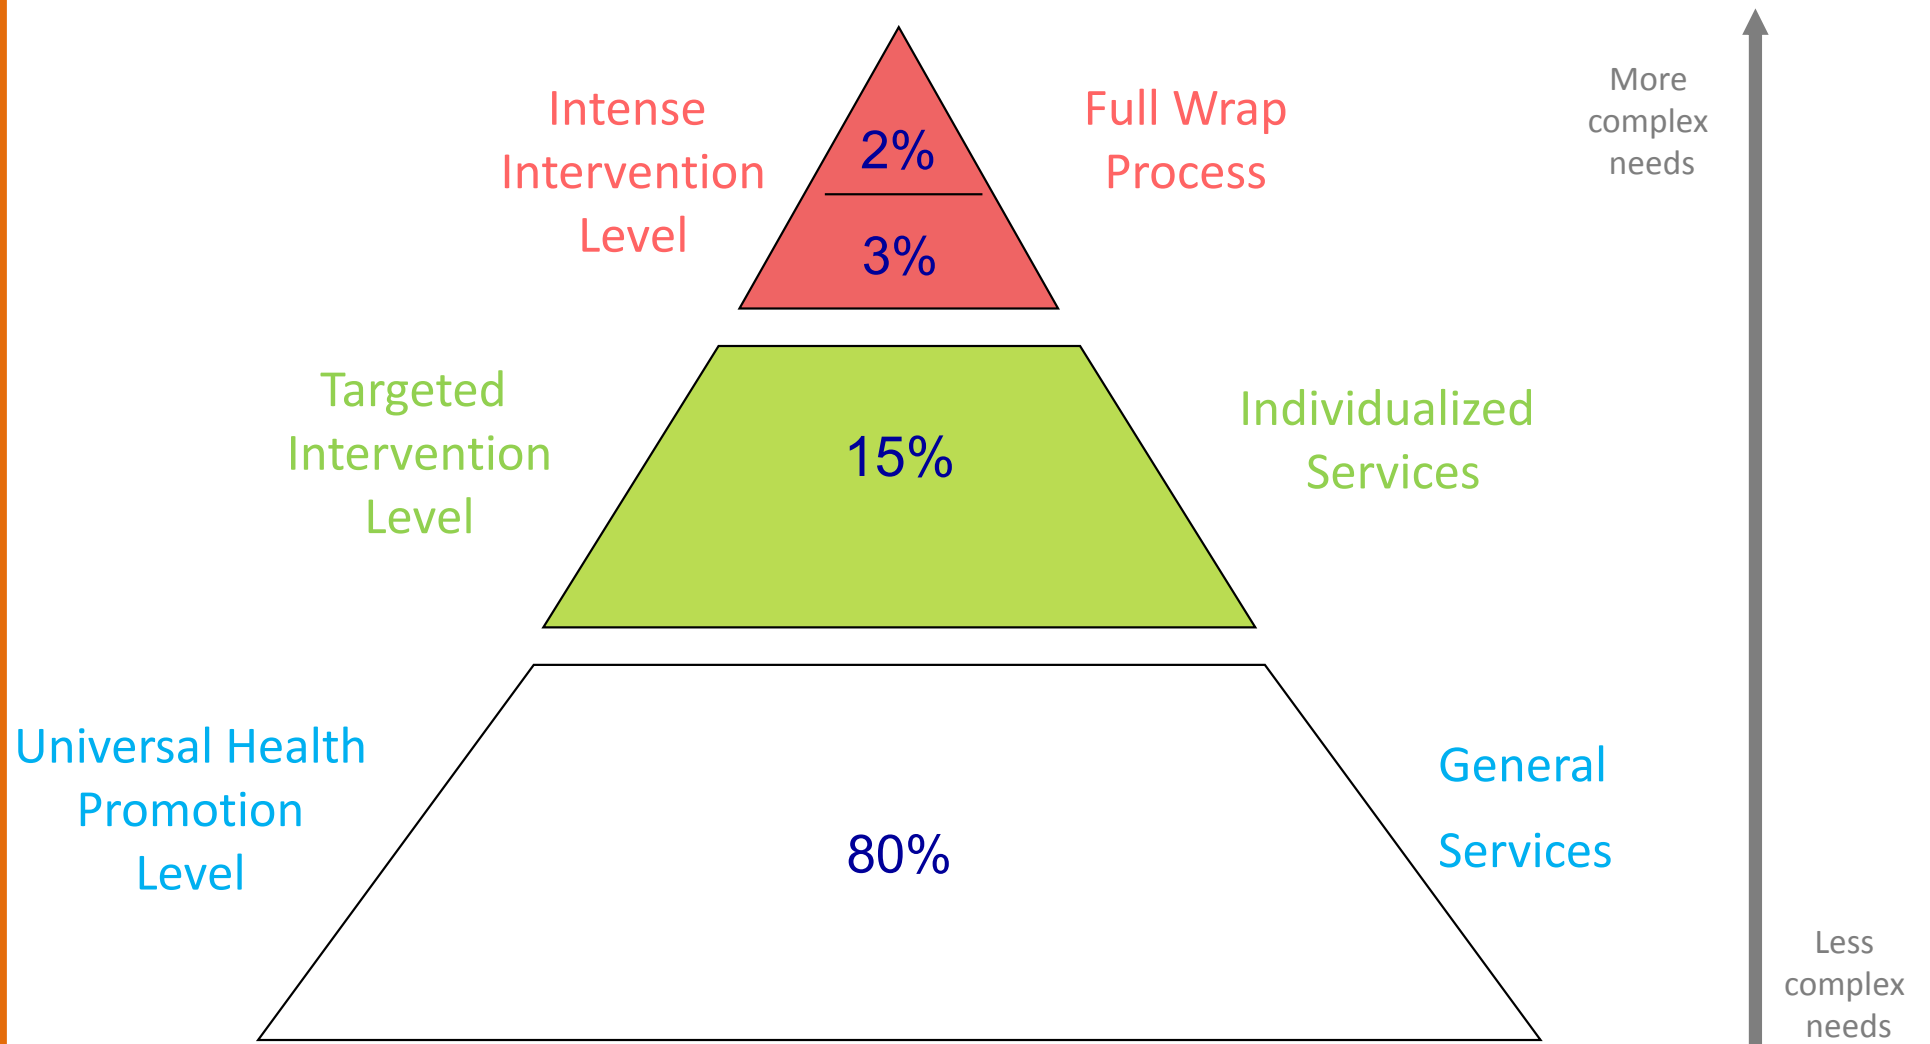 Intense
Intervention
Level
2%
3%
Full Wrap
Process
More
complex
needs
Targeted
Intervention
Level
15%
Individualized
Services
Universal Health
Promotion
Level
80%
General
Services
Less
complex
needs